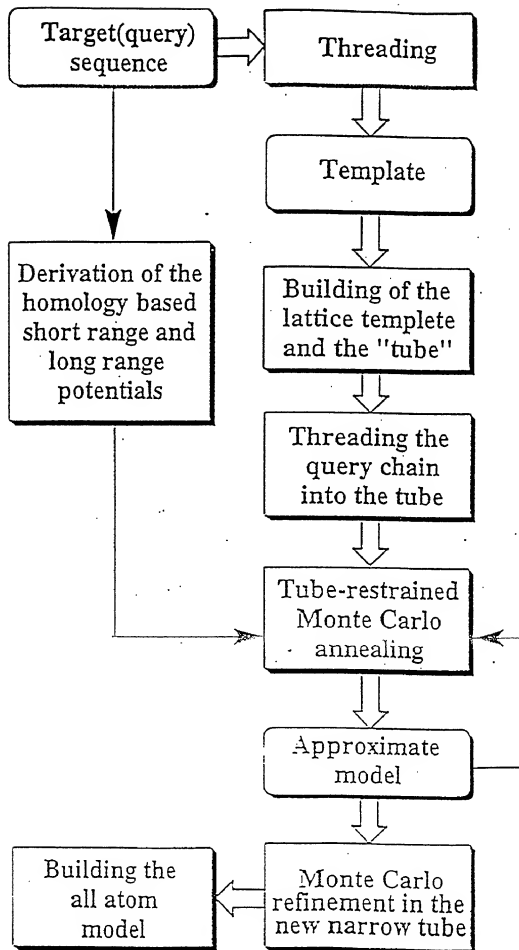 Target(query)
sequence
Threading
Template
Derivation of the
homology based
short range and
long range
potentials
Building of the
lattice templete
and the "tube"
Threading the
query chain
into the tube
Tube-restrained
Monte Carlo
annealing
Approximate
model
Monte Carlo
refinement in the
new narrow tube
Building the
all atom
model